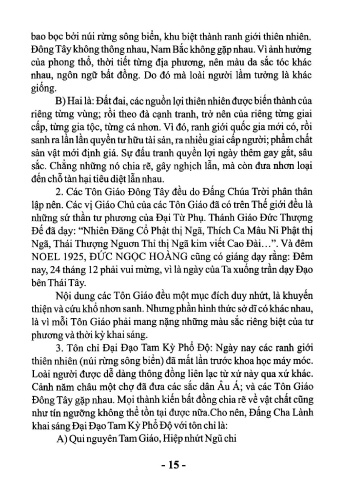 bao bọc bởi núi rừng sông biển, khu biệt thành ranh giới thiên nhiên.
Đông Tây không thông nhau, Nam Bắc không gặp nhau. Vì ảnh hưởng
của phong thổ, thời tiết từng địa phương, nên màu da sắc tóc khác
nhau, ngôn ngữ bất đồng. Do đó mà loài người lầm tưởng là khác
giống.
B) Hai là: Đất đai, các nguồn lợi thiên nhiên được biến thành của
riêng từng vùng; rồi theo đà cạnh tranh, trở nên của riêng từng giai
cấp, từng gia tộc, từng cá nhơn. Vì đó, ranh giới quốc gia mới có, rồi
sanh ra lần lần quyền tư hữu tài sản, ra nhiều giai cấp người; phẩm chất
sản vật mới định giá. Sự đấu tranh quyền lợi ngày thêm gay gắt, sâu
sắc. Chẳng những nó chia rẽ, gây nghịch lẫn, mà còn đưa nhơn loại
đến chỗ tàn hại tiêu diệt lẫn nhau.
2. Các Tôn Giáo Đông Tây đều do Đấng Chúa Trời phân thân
lập nên. Các vị Giáo Chủ của các Tôn Giáo đã có trên Thế giới đều là
những sứ thần tư phương của Đại Từ Phụ. Thánh Giáo Đức Thượng
Đế đã dạy: “Nhiên Đăng Cổ Phật thị Ngã, Thích Ca Mâu Ni Phật thị
Ngã, Thái Thượng Nguơn Thỉ thị Ngã kim viết Cao Đài…”. Và đêm
NOEL 1925, ĐỨC NGỌC HOÀNG cũng có giáng dạy rằng: Đêm
nay, 24 tháng 12 phải vui mừng, vì là ngày của Ta xuống trần dạy Đạo
bên Thái Tây.
Nội dung các Tôn Giáo đều một mục đích duy nhứt, là khuyến
thiện và cứu khổ nhơn sanh. Nhưng phần hình thức sở dĩ có khác nhau,
là vì mỗi Tôn Giáo phải mang nặng những màu sắc riêng biệt của tư
phương và thời kỳ khai sáng.
3. Tôn chỉ Đại Đạo Tam Kỳ Phổ Độ: Ngày nay các ranh giới
thiên nhiên (núi rừng sông biển) đã mất lần trước khoa học máy móc.
Loài người được dễ dàng thông đồng liên lạc từ xứ này qua xứ khác.
Cảnh năm châu một chợ đã đưa các sắc dân Âu Á; và các Tôn Giáo
Đông Tây gặp nhau. Mọi thành kiến bất đồng chia rẽ về vật chất cũng
như tín ngưỡng không thể tồn tại được nữa.Cho nên, Đấng Cha Lành
khai sáng Đại Đạo Tam Kỳ Phổ Độ với tôn chỉ là:
A) Qui nguyên Tam Giáo, Hiệp nhứt Ngũ chi
- 15 -